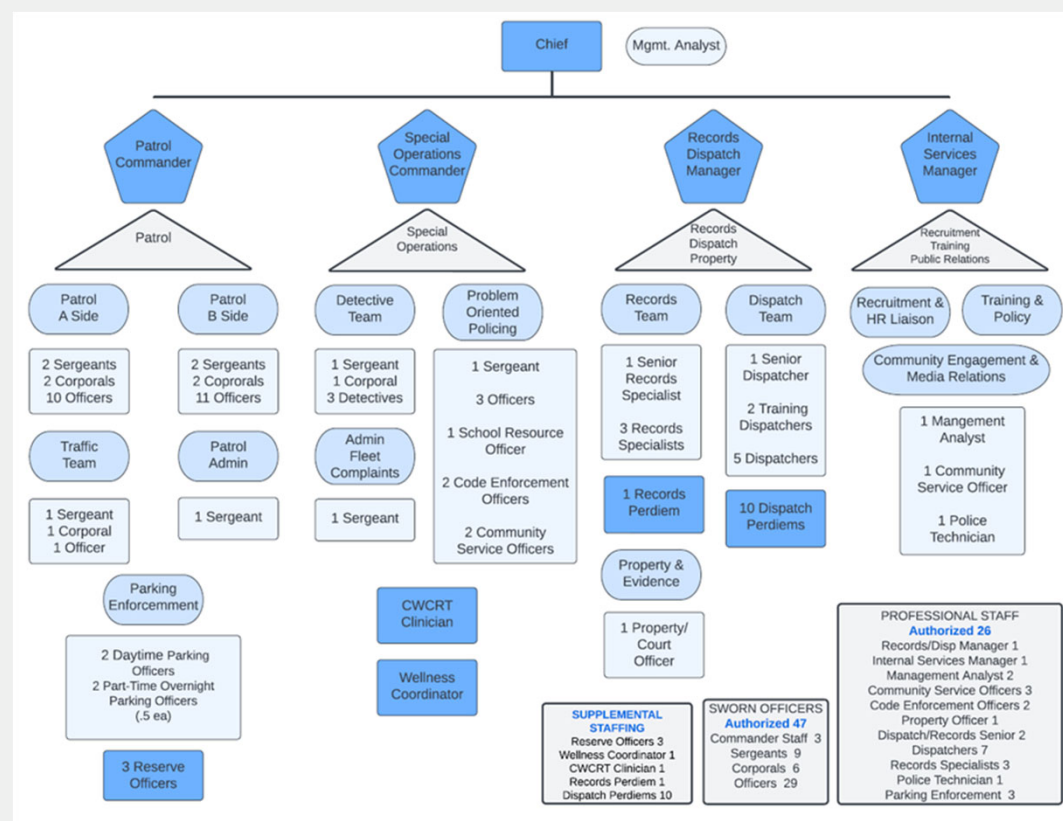 Chief
Mgmt. Analyst
Patrol
Commander
Special
Operations
Commander
Records
Dispatch
Manager
Internal
Services
Manager
Patrol
Special
Operations
Records
Dispatch
Property
Recruitment
Training
Public Relations
Patrol
A Side
Patrol
B Side
Detective
Team
Problem
Oriented
Policing
Records
Team
Dispatch
Team
Recruitment &
HR Liaison
Training &
Policy
Community Engagement &
Media Relations
2 Sergeants
2 Corporals
10 Officers
2 Sergeants
2 Coprorals
11 Officers
1 Sergeant
1 Corporal
3 Detectives
1 Sergeant
3 Officers
1 School Resource
Officer
2 Code Enforcement
Officers
2 Community
Service Officers
1 Senior
Records
Specialist
3 Records
Specialists
1 Senior
Dispatcher
2 Training
Dispatchers
5 Dispatchers
1 Mangement
Analyst
1 Community
Service Officer
1 Police
Technician
Traffic
Team
Patrol
Admin
Admin
Fleet
Complaints
1 Sergeant
1 Corporal
1 Officer
1 Sergeant
1 Sergeant
1 Records
Perdiem
10 Dispatch
Perdiems
Parking
Enforcemment
Property &
Evidence
2 Daytime Parking
Officers
2 Part-Time Overnight
Parking Officers
(.5 ea)
CWCRT
Clinician
Wellness
Coordinator
1 Property/
Court
Officer
3 Reserve
Officers
SUPPLEMENTAL
STAFFING
Reserve Officers 3
Wellness Coordinator 1
CWCRT Clinician 1
Records Perdiem 1
Dispatch Perdiems 10
SWORN OFFICERS
Authorized 47
Commander Staff 3
Sergeants 9
Corporals 6
Officers 29
PROFESSIONAL STAFF
Authorized 26
Records/Disp Manager 1
Internal Services Manager 1
Management Analyst 2
Community Service Officers 3
Code Enforcement Officers 2
Property Officer 1
Dispatch/Records Senior 2
Dispatchers 7
Records Specialists 3
Police Technician 1
Parking Enforcement 3